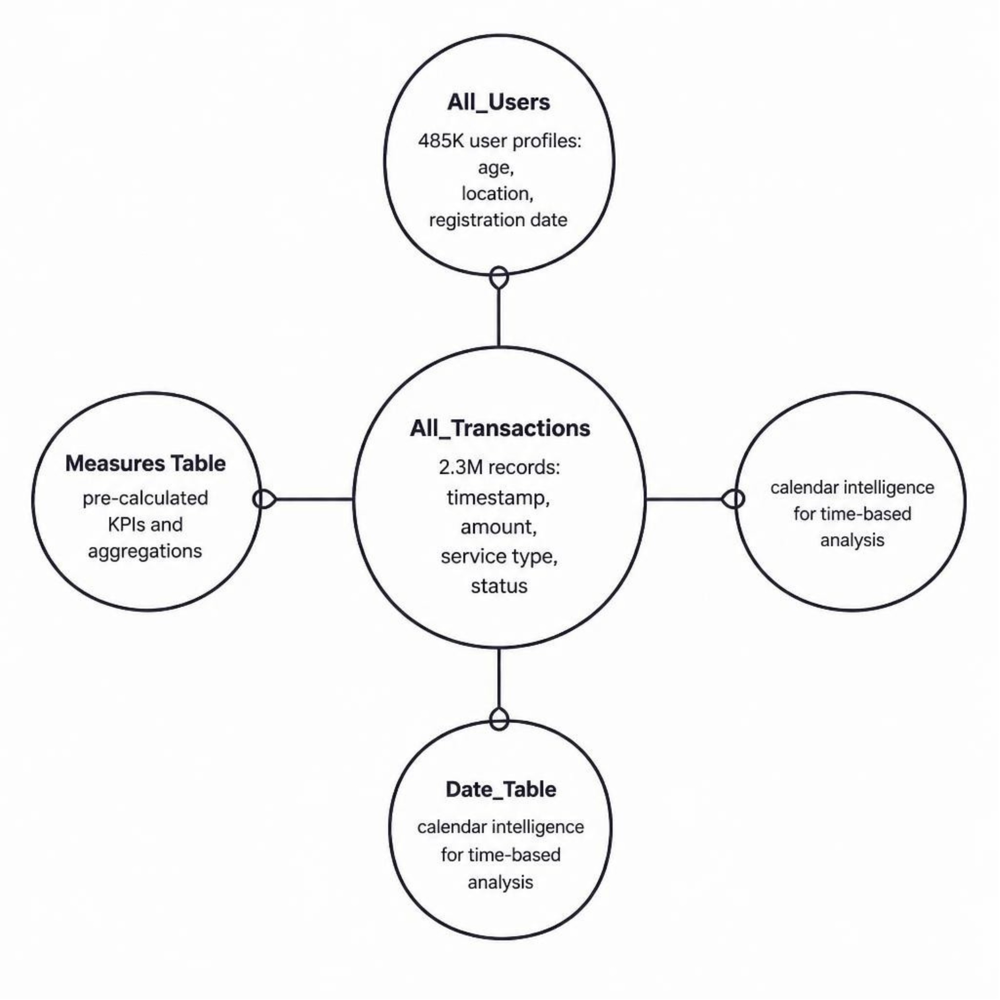 All_Users
485K user profiles:
age,
location,
registration date
All_Transactions
2.3M records:
timestamp,
amount,
service type,
status
Measures Table
pre-calculated
KPIs and
aggregations
calendar intelligence
for time-based
analysis
Date_Table
calendar intelligence
for time-based
analysis